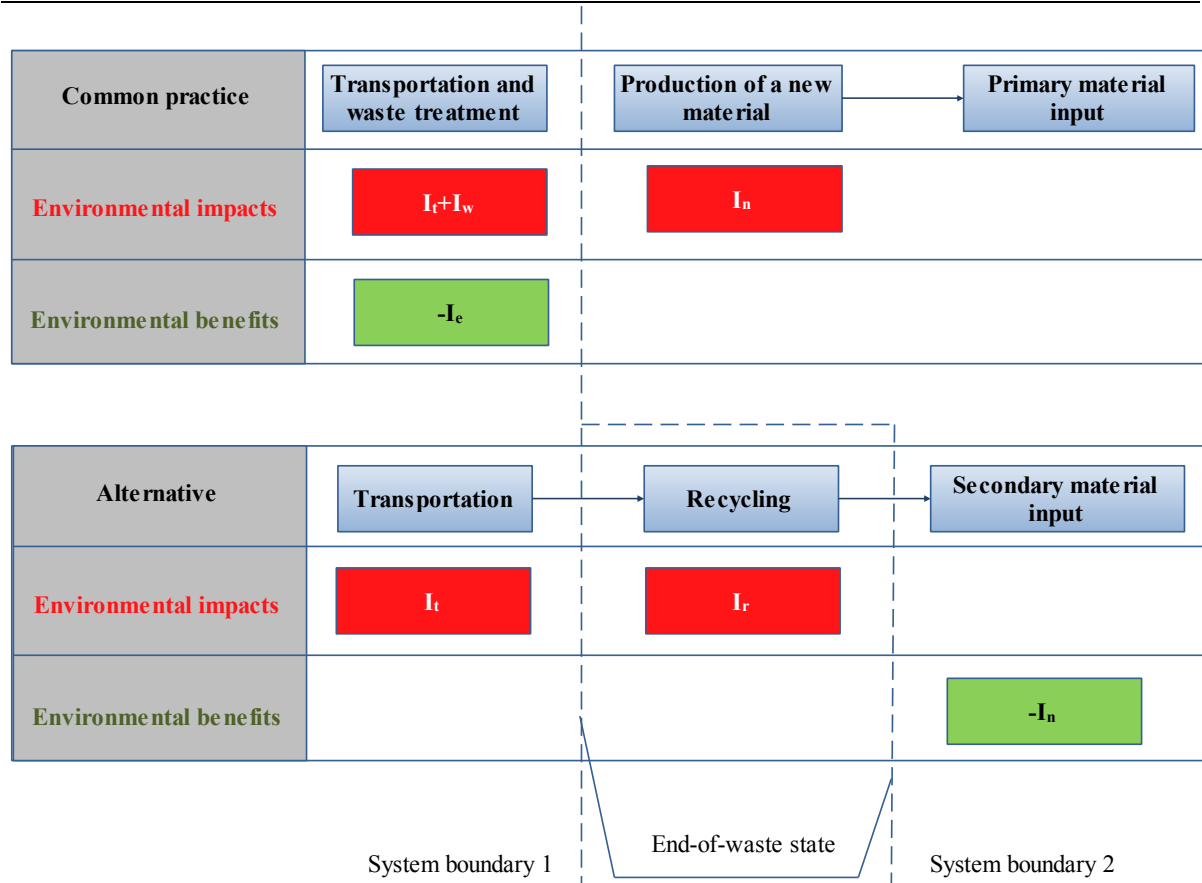 Common practice
Transportation and
waste treatment
Production of a new
material
Primary material
input
Environmental impacts
Iₜ+I_w
Iₙ
Environmental benefits
-Iₑ
Alternative
Transportation
Recycling
Secondary material
input
Environmental impacts
Iₜ
Iᵣ
Environmental benefits
-Iₙ
End-of-waste state
System boundary 1
System boundary 2